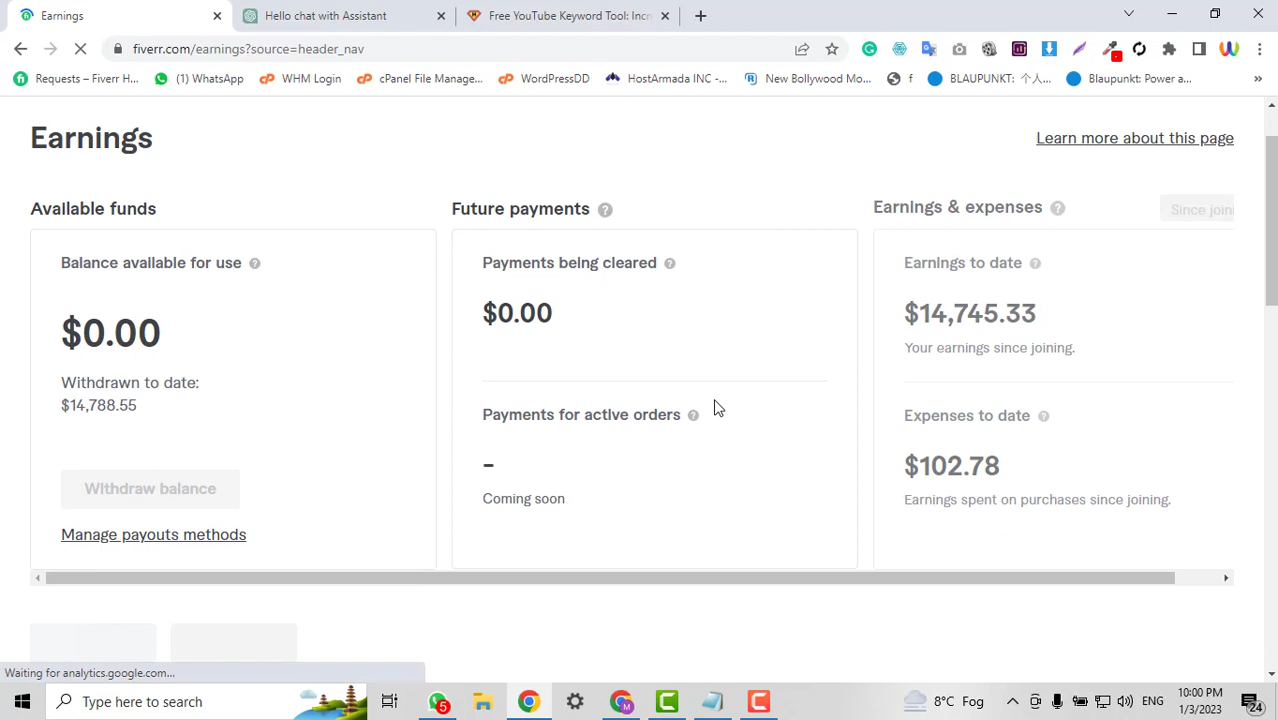 Earnings
Hello chat with Assistant
Free YouTube Keyword Tool: Incr
fiverr.com/earnings?source=header_nav
Requests – Fiverr H...
(1) WhatsApp
WHM Login
cPanel File Manage...
WordPressDD
HostArmada INC -...
New Bollywood Mo...
f
BLAUPUNKT: 个人...
Blaupunkt: Power a...
Earnings
Learn more about this page
Available funds
Future payments
Earnings & expenses
Since joini
Balance available for use
Payments being cleared
Earnings to date
$0.00
$0.00
$14,745.33
Your earnings since joining.
Withdrawn to date:
$14,788.55
Payments for active orders
Expenses to date
-
$102.78
Coming soon
Earnings spent on purchases since joining.
Withdraw balance
Manage payouts methods
Waiting for analytics.google.com...
Type here to search
5
8°C Fog
ENG
10:00 PM
1/3/2023
24